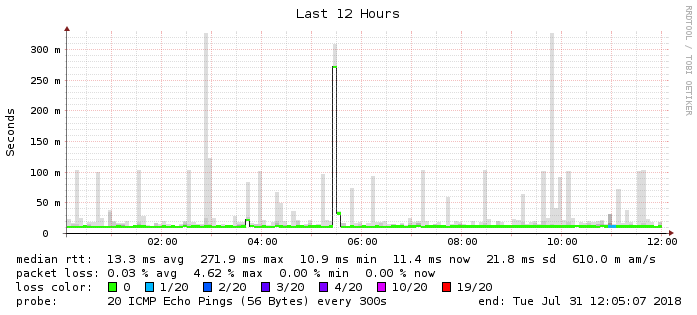 Last 12 Hours
RRDTOOL / TOBI OETIKER
Seconds
300 m
250 m
200 m
150 m
100 m
50 m
0
02:00 04:00 06:00 08:00 10:00 12:00
median rtt: 13.3 ms avg 271.9 ms max 10.9 ms min 11.4 ms now 21.8 ms sd 610.0 m am/s
packet loss: 0.03 % avg 4.62 % max 0.00 % min 0.00 % now
loss color: 0 1/20 2/20 3/20 4/20 10/20 19/20
probe: 20 ICMP Echo Pings (56 Bytes) every 300s end: Tue Jul 31 12:05:07 2018